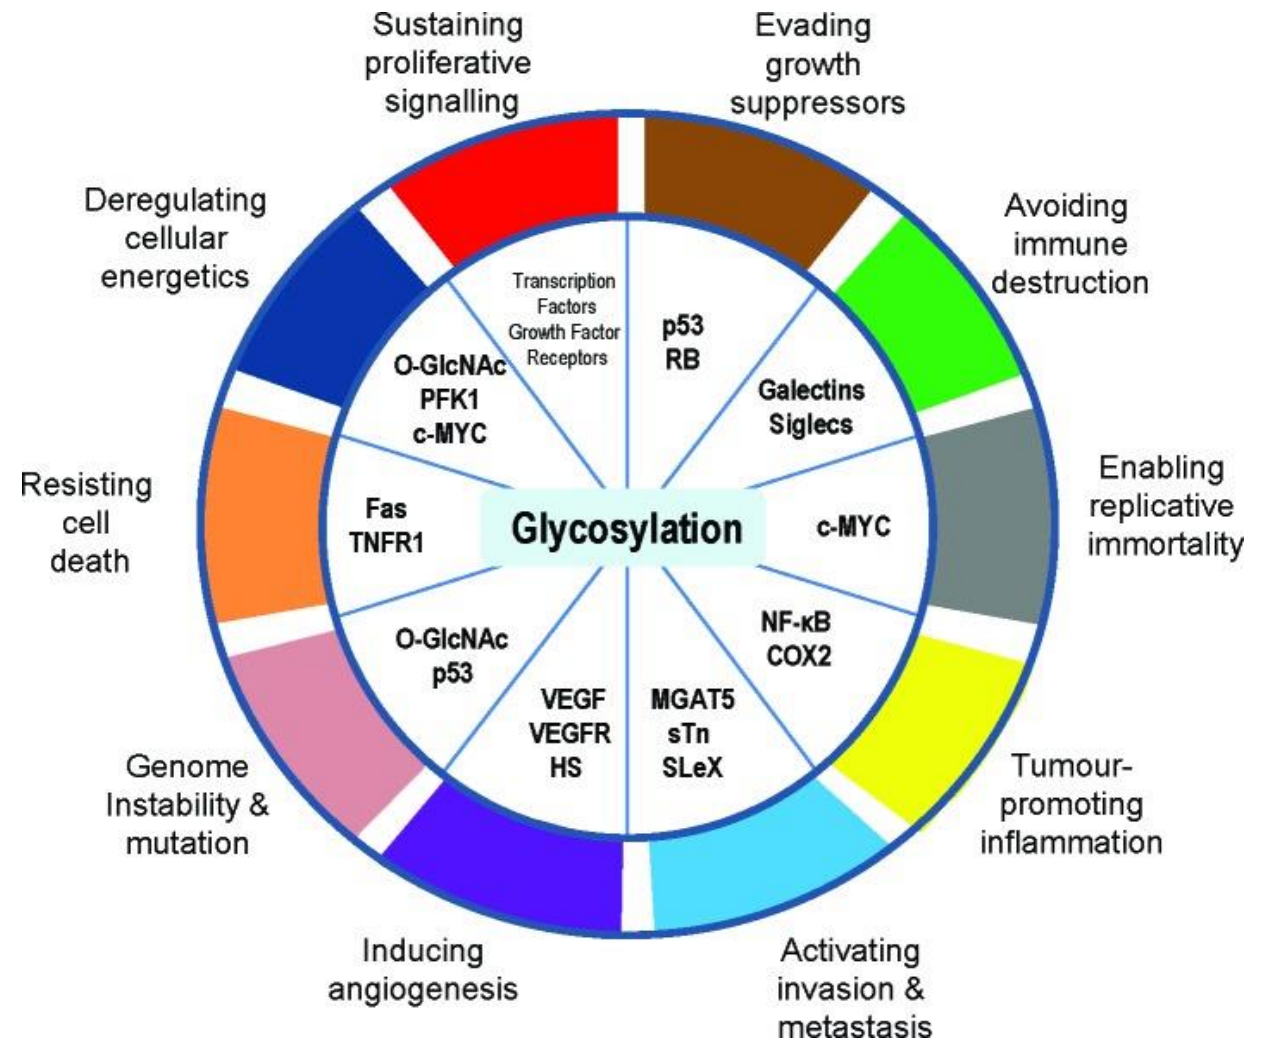 Sustaining
proliferative
signalling
Evading
growth
suppressors
Deregulating
cellular
energetics
Avoiding
immune
destruction
Transcription
Factors
Growth Factor
Receptors
p53
RB
O-GlcNAc
PFK1
c-MYC
Galectins
Siglecs
Resisting
cell
death
Fas
TNFR1
Glycosylation
c-MYC
Enabling
replicative
immortality
O-GlcNAc
p53
NF-κB
COX2
VEGF
VEGFR
HS
MGAT5
sTn
SLeX
Genome
Instability &
mutation
Tumour-
promoting
inflammation
Inducing
angiogenesis
Activating
invasion &
metastasis